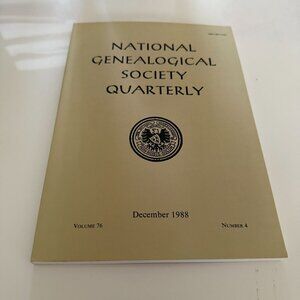 NATIONAL
GENEALOGICAL
SOCIETY
QUARTERLY
December 1988
VOLUME 76 NUMBER 4